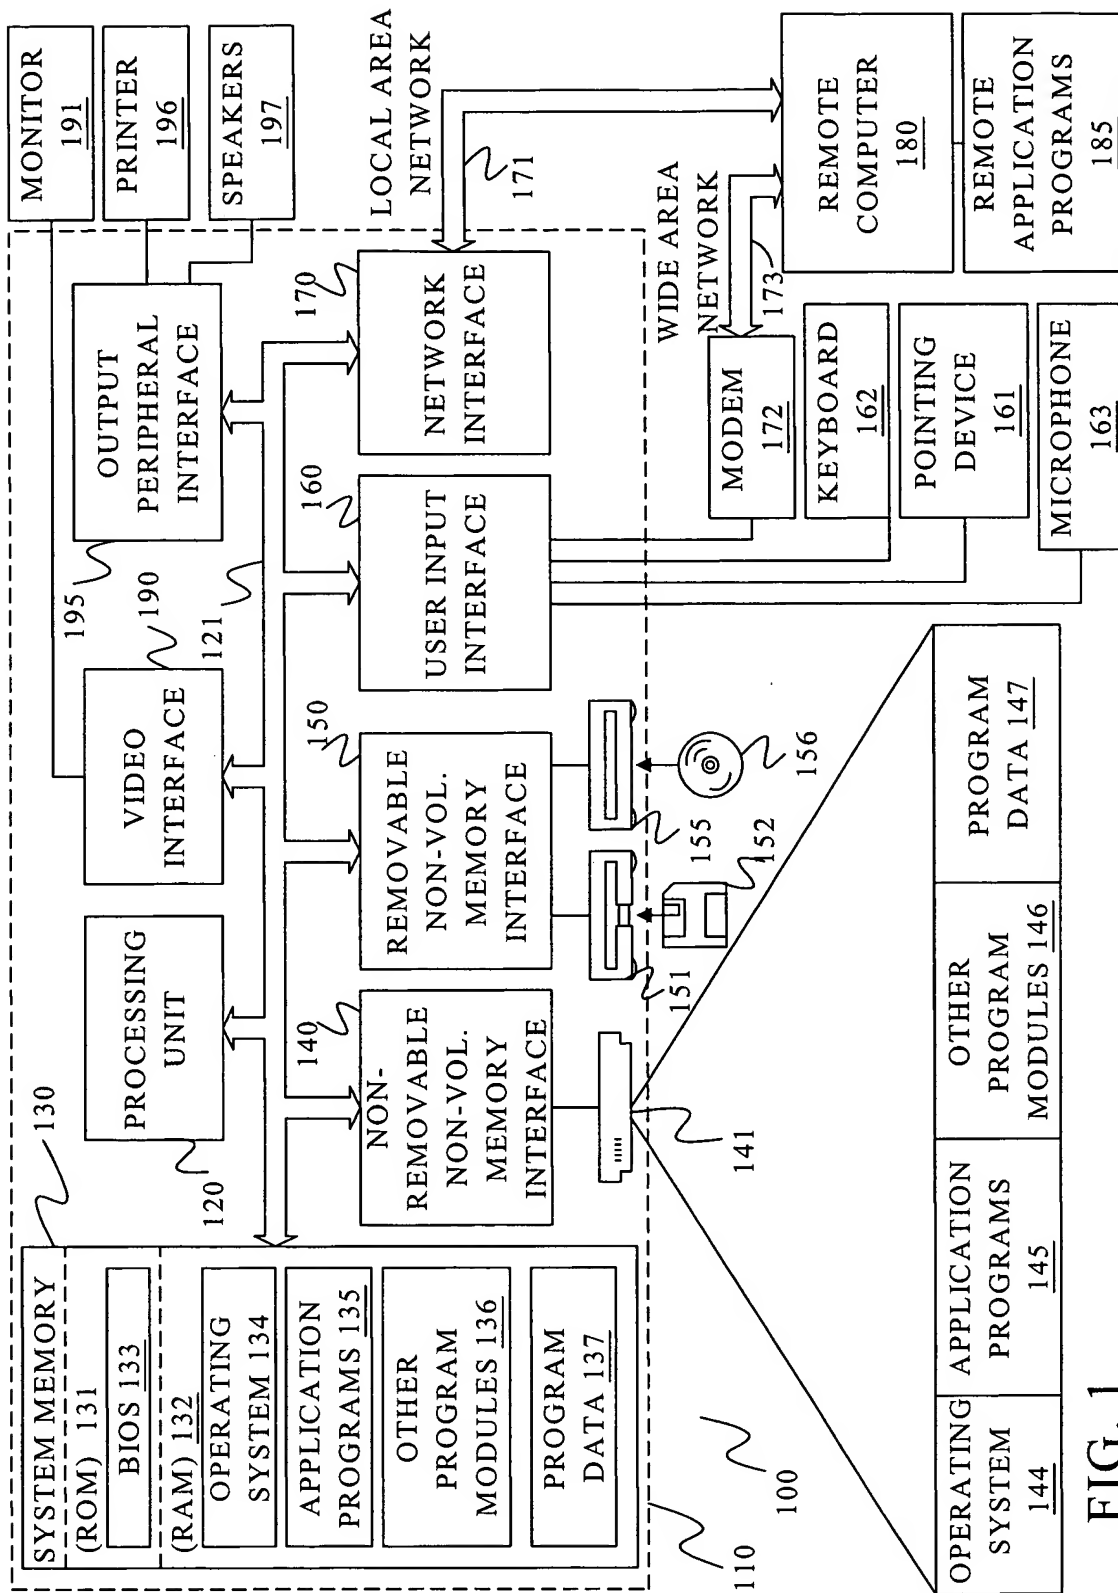 SYSTEM MEMORY
(ROM) 131
BIOS 133
(RAM) 132
OPERATING
SYSTEM 134
APPLICATION
PROGRAMS 135
OTHER
PROGRAM
MODULES 136
PROGRAM
DATA 137
130
120
PROCESSING
UNIT
VIDEO
INTERFACE
190
121
195
OUTPUT
PERIPHERAL
INTERFACE
MONITOR
191
PRINTER
196
SPEAKERS
197
140
NON-
REMOVABLE
NON-VOL.
MEMORY
INTERFACE
150
REMOVABLE
NON-VOL.
MEMORY
INTERFACE
160
USER INPUT
INTERFACE
170
NETWORK
INTERFACE
LOCAL AREA
NETWORK
171
141
151
152
155
156
WIDE AREA
NETWORK
173
MODEM
172
KEYBOARD
162
POINTING
DEVICE
161
MICROPHONE
163
REMOTE
COMPUTER
180
REMOTE
APPLICATION
PROGRAMS
185
110
100
OPERATING
SYSTEM
144
APPLICATION
PROGRAMS
145
OTHER
PROGRAM
MODULES 146
PROGRAM
DATA 147
FIG. 1